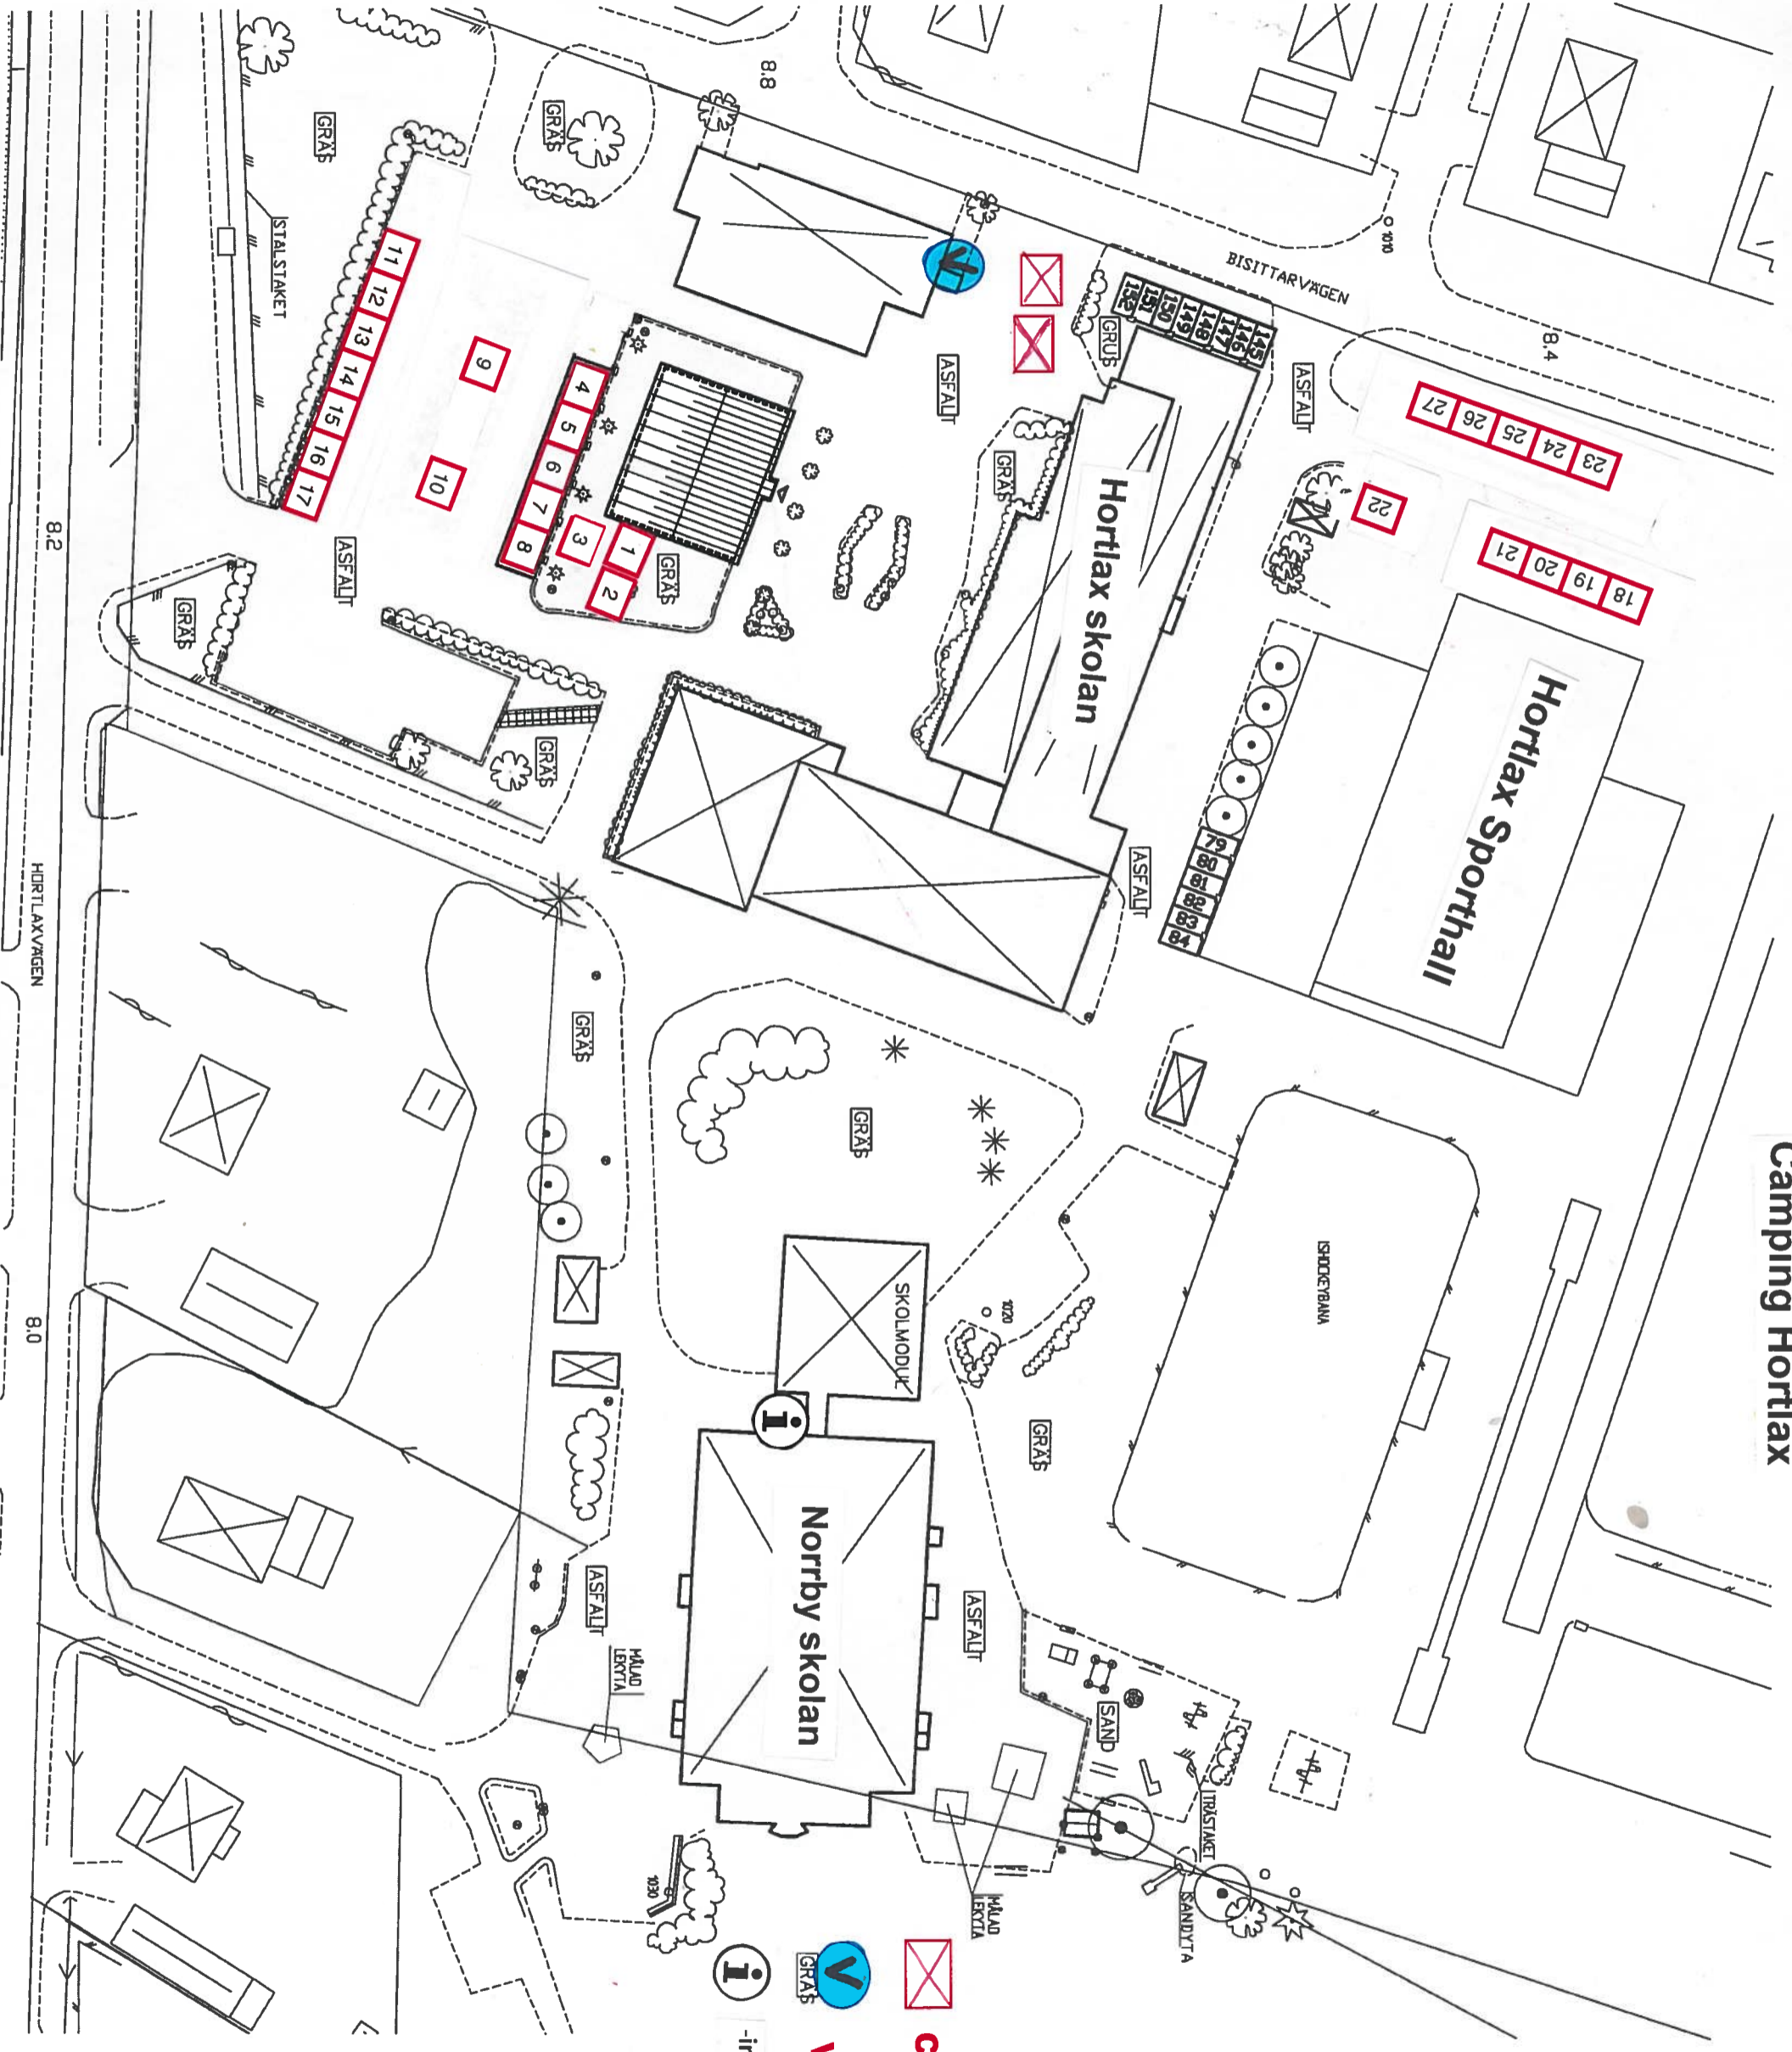 Camping Hortlax
18
19
20
21
22
23
24
25
26
27
8.4
1010
BISITTARVÄGEN
ASFALT
Hortlax Sporthall
ISHOCKEYBANA
145
146
147
148
149
150
151
152
GRUS
79
80
81
82
83
84
ASFALT
Hortlax skolan
GRÄS
ASFALT
V
8.8
GRÄS
1020
GRÄS
SKOLMODUL
i
Norrby skolan
ASFALT
SAND
TRÄSTAKET
SANDYTA
MÅLAD
LEKYTA
GRÄS
1
2
3
4
5
6
7
8
9
10
11
12
13
14
15
16
17
GRÄS
GRÄS
STÅLSTAKET
ASFALT
GRÄS
GRÄS
GRÄS
ASFALT
MÅLAD
LEKYTA
1030
V
GRÄS
i
8.2
HORTLAXVÄGEN
8.0